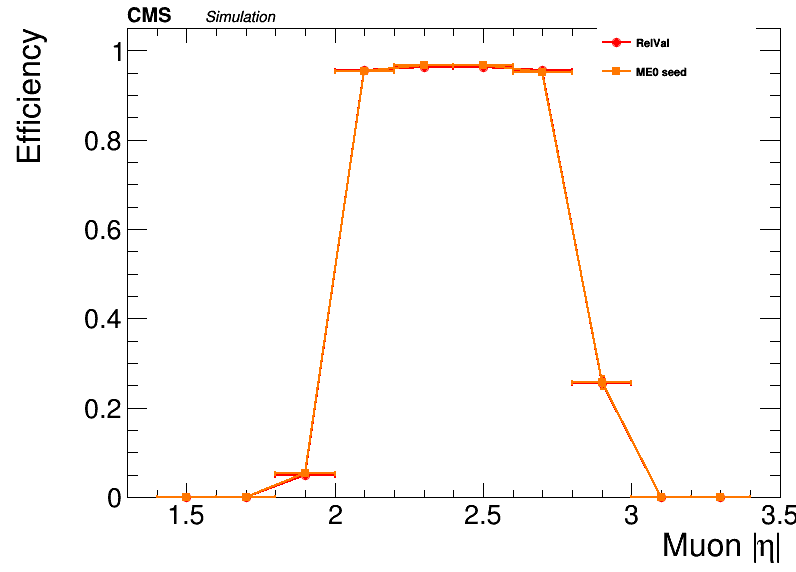 CMS Simulation
RelVal
ME0 seed
Efficiency
1
0.8
0.6
0.4
0.2
0
1.5 2 2.5 3 3.5
Muon |η|